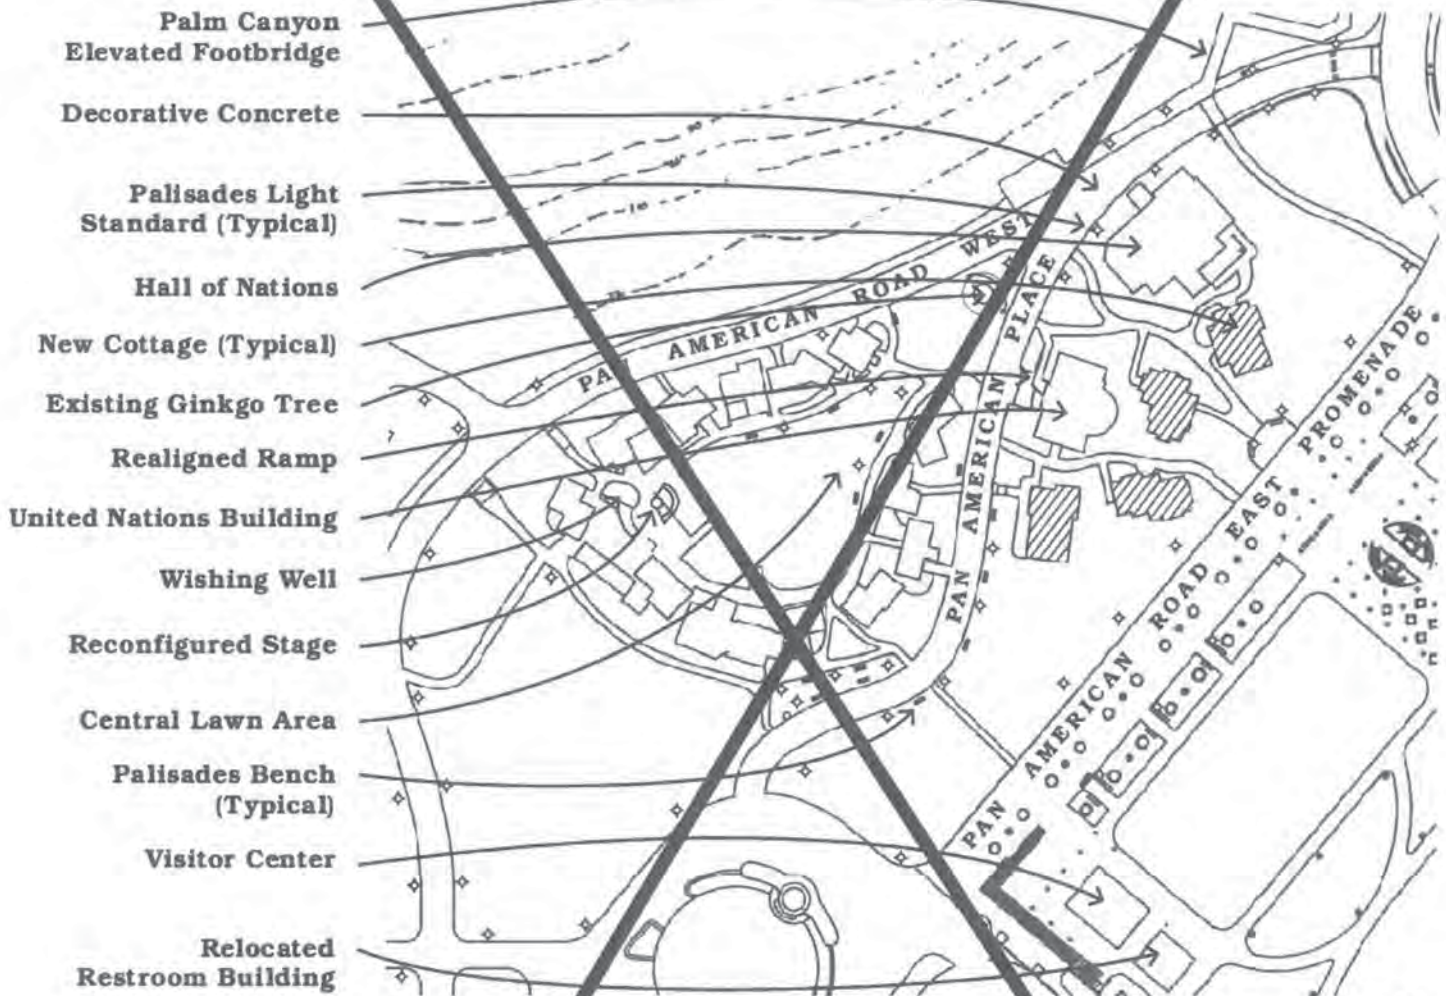 Palm Canyon
Elevated Footbridge
Decorative Concrete
Palisades Light
Standard (Typical)
Hall of Nations
New Cottage (Typical)
Existing Ginkgo Tree
Realigned Ramp
United Nations Building
Wishing Well
Reconfigured Stage
Central Lawn Area
Palisades Bench
(Typical)
Visitor Center
Relocated
Restroom Building
AMERICAN ROAD WEST
PAN AMERICAN PLACE
PAN AMERICAN ROAD EAST PROMENADE